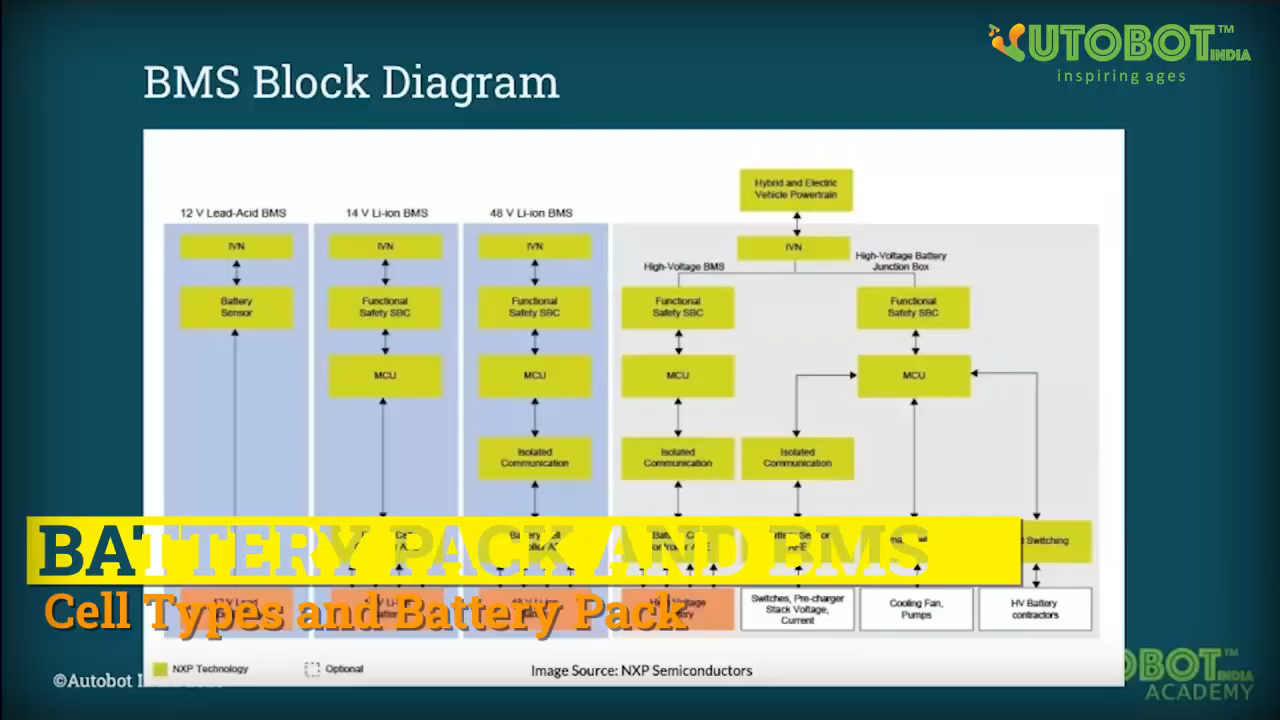 UTOBOT™
INDIA
inspiring ages
BMS Block Diagram
Hybrid and Electric
Vehicle Powertrain
12 V Lead-Acid BMS
14 V Li-ion BMS
48 V Li-ion BMS
IVN
IVN
IVN
IVN
High-Voltage BMS
High-Voltage Battery
Junction Box
Battery
Sensor
Functional
Safety SBC
Functional
Safety SBC
Functional
Safety SBC
Functional
Safety SBC
MCU
MCU
MCU
MCU
Isolated
Communication
Isolated
Communication
Isolated
Communication
Switching
BATTERY PACK AND BMS
Cell Types and Battery Pack
Switches, Pre-charger
Stack Voltage,
Current
Cooling Fan,
Pumps
HV Battery
contractors
NXP Technology
Optional
Image Source: NXP Semiconductors
©Autobot
OBOT™
INDIA
ACADEMY